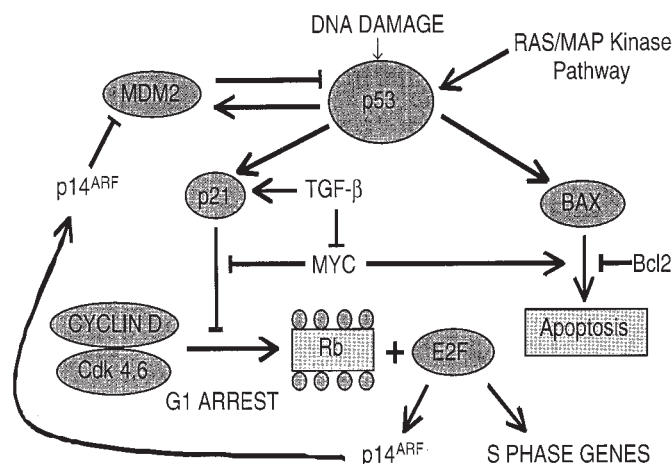 DNA DAMAGE
RAS/MAP Kinase
Pathway
MDM2
p53
p14ARF
p21
TGF-β
BAX
MYC
Bcl2
CYCLIN D
Cdk 4,6
Rb
E2F
Apoptosis
G1 ARREST
p14ARF
S PHASE GENES